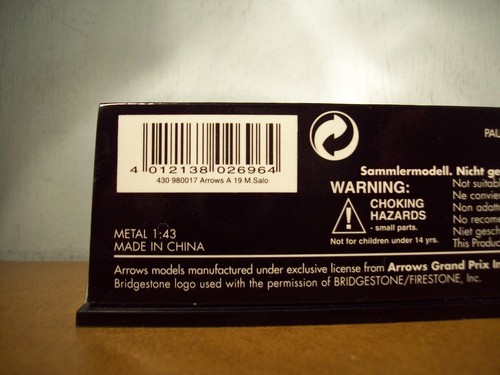 4 012138 026964
430 980017 Arrows A 19 M.Salo
PAL
Sammlermodell. Nicht ge
WARNING:
CHOKING
HAZARDS
- small parts.
Not for children under 14 yrs.
Not suitab
Ne convie
Non adatt
No recome
Niet gesch
This Produc
METAL 1:43
MADE IN CHINA
Arrows models manufactured under exclusive license from Arrows Grand Prix In
Bridgestone logo used with the permission of BRIDGESTONE/FIRESTONE, Inc.